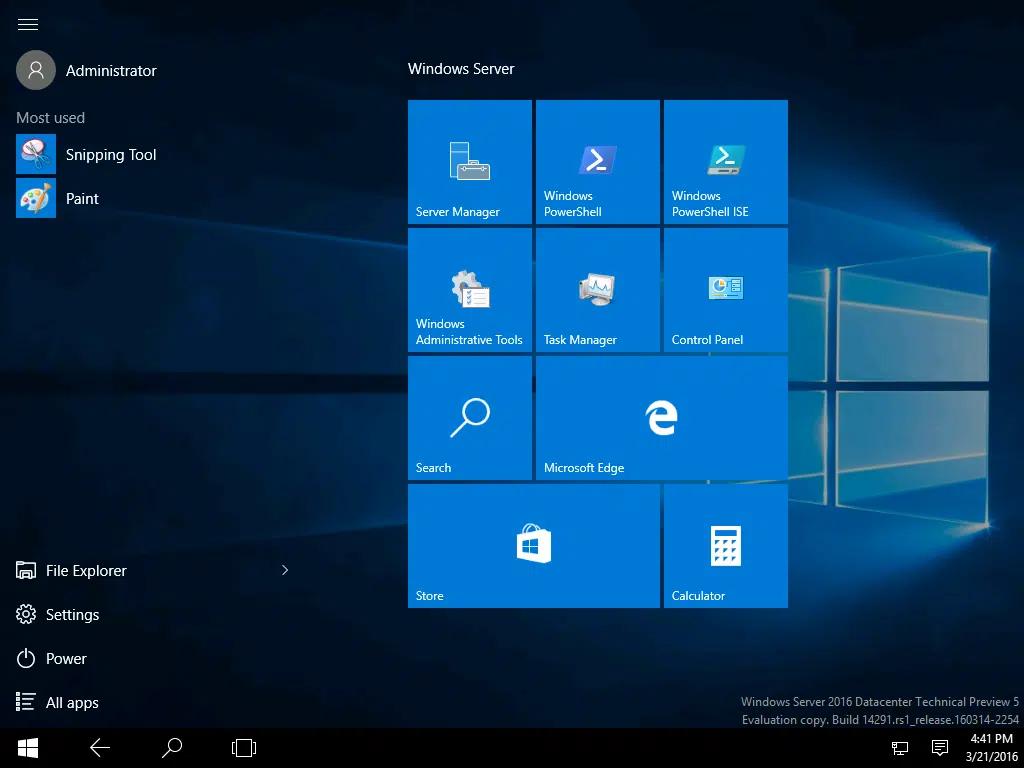 Administrator
Most used
Snipping Tool
Paint
Windows Server
Server Manager
Windows
PowerShell
Windows
PowerShell ISE
Windows
Administrative Tools
Task Manager
Control Panel
Search
Microsoft Edge
Store
Calculator
File Explorer
Settings
Power
All apps
Windows Server 2016 Datacenter Technical Preview 5
Evaluation copy. Build 14291.rs1_release.160314-2254
4:41 PM
3/21/2016